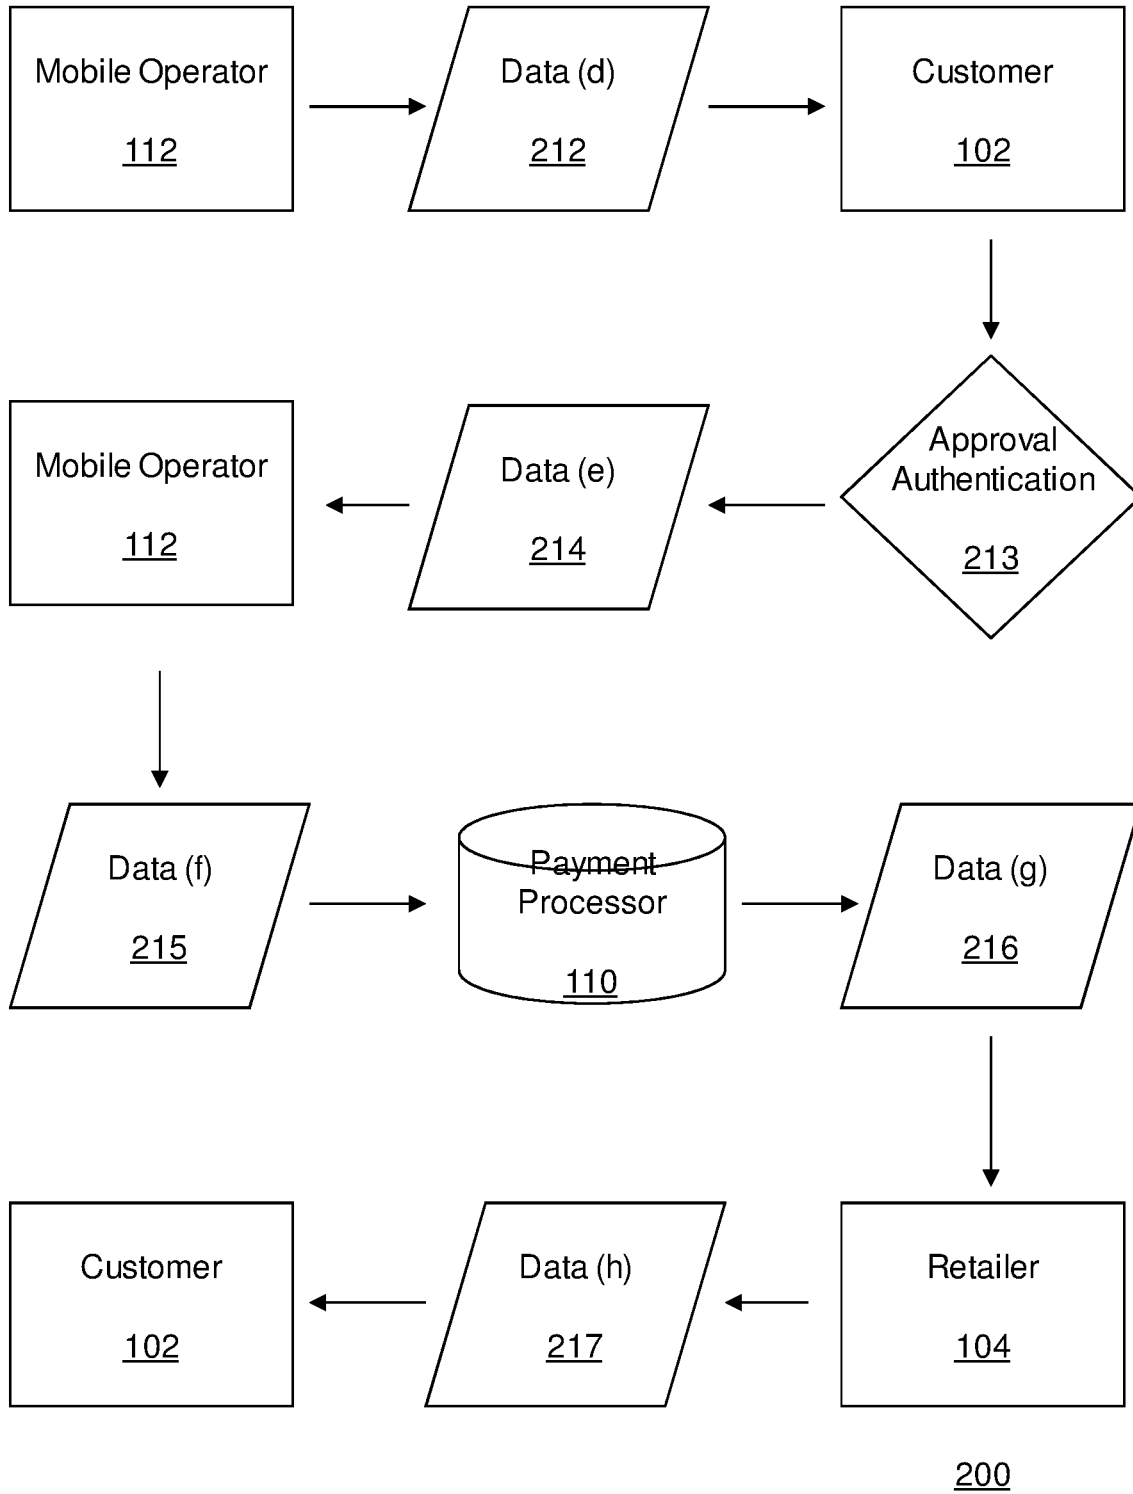 Mobile Operator
112
Data (d)
212
Customer
102
Mobile Operator
112
Data (e)
214
Approval
Authentication
213
Data (f)
215
Payment
Processor
110
Data (g)
216
Customer
102
Data (h)
217
Retailer
104
200